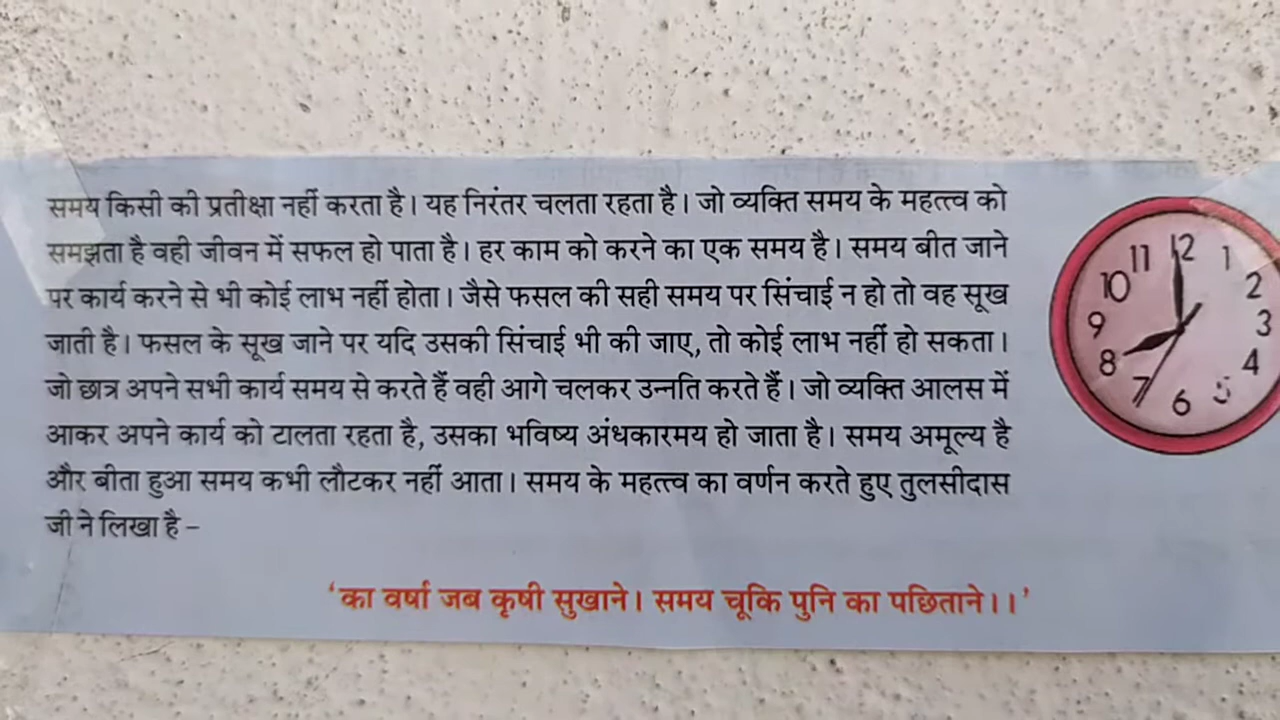 समय किसी की प्रतीक्षा नहीं करता है। यह निरंतर चलता रहता है। जो व्यक्ति समय के महत्त्व को
समझता है वही जीवन में सफल हो पाता है। हर काम को करने का एक समय है। समय बीत जाने
पर कार्य करने से भी कोई लाभ नहीं होता। जैसे फसल की सही समय पर सिंचाई न हो तो वह सूख
जाती है। फसल के सूख जाने पर यदि उसकी सिंचाई भी की जाए, तो कोई लाभ नहीं हो सकता।
जो छात्र अपने सभी कार्य समय से करते हैं वही आगे चलकर उन्नति करते हैं। जो व्यक्ति आलस में
आकर अपने कार्य को टालता रहता है, उसका भविष्य अंधकारमय हो जाता है। समय अमूल्य है
और बीता हुआ समय कभी लौटकर नहीं आता। समय के महत्त्व का वर्णन करते हुए तुलसीदास
जी ने लिखा है –
‘का वर्षा जब कृषी सुखाने। समय चूकि पुनि का पछिताने।।’
12
1
2
3
4
5
6
7
8
9
10
11